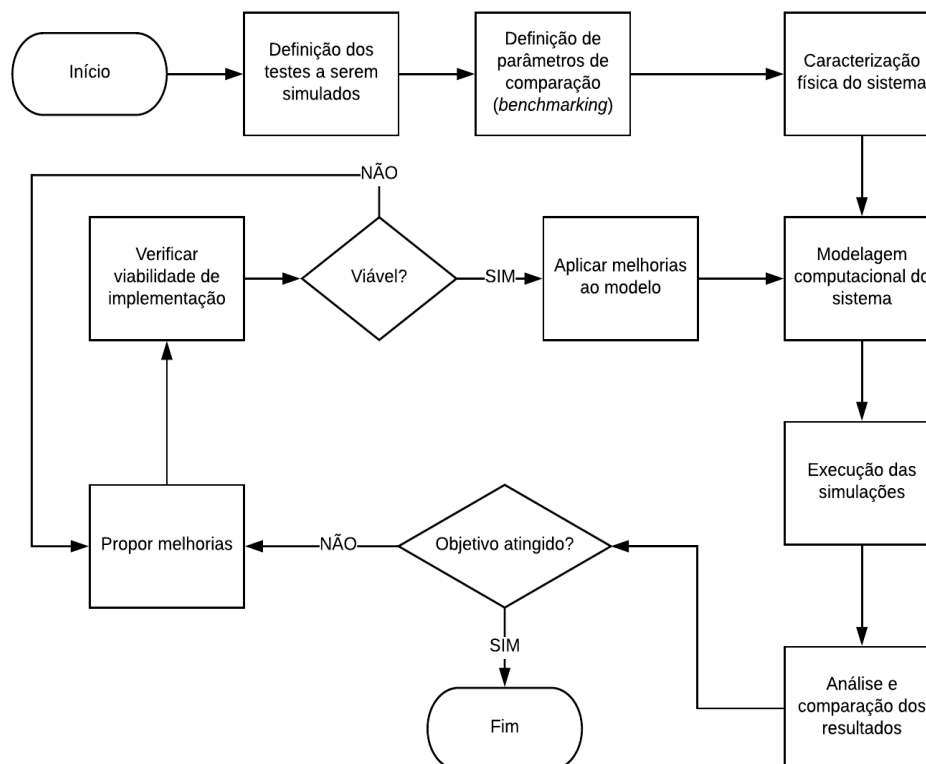 Início
Definição dos
testes a serem
simulados
Definição de
parâmetros de
comparação
(benchmarking)
Caracterização
física do sistema
NÃO
Verificar
viabilidade de
implementação
Viável?
SIM
Aplicar melhorias
ao modelo
Modelagem
computacional do
sistema
Execução das
simulações
Propor melhorias
NÃO
Objetivo atingido?
SIM
Fim
Análise e
comparação dos
resultados